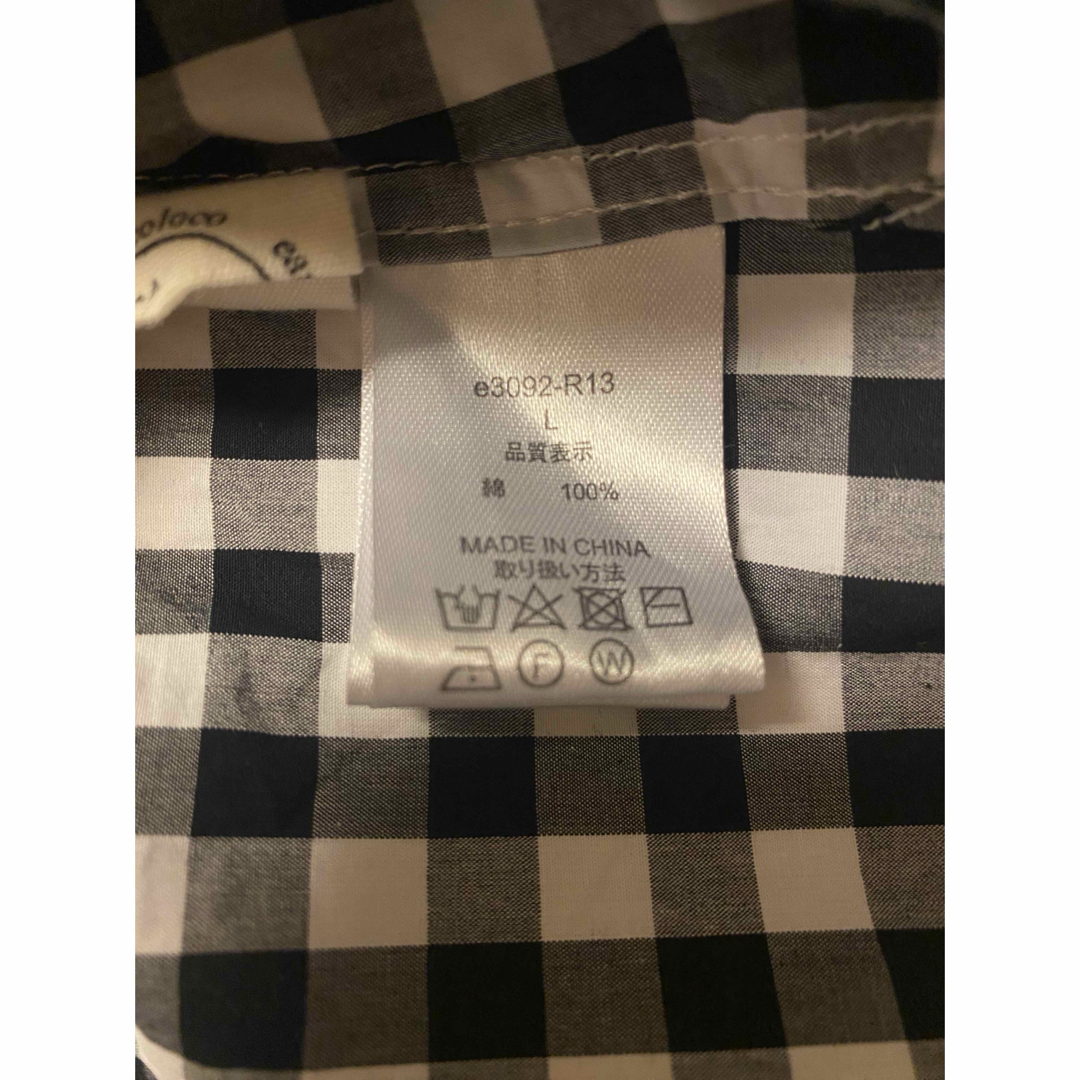 e3092-R13
L
品質表示
綿 100%
MADE IN CHINA
取り扱い方法
F W